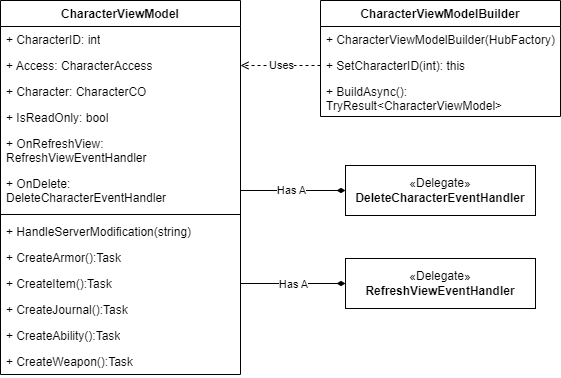 CharacterViewModel
+ CharacterID: int
+ Access: CharacterAccess
+ Character: CharacterCO
+ IsReadOnly: bool
+ OnRefreshView:
RefreshViewEventHandler
+ OnDelete:
DeleteCharacterEventHandler
+ HandleServerModification(string)
+ CreateArmor():Task
+ CreateItem():Task
+ CreateJournal():Task
+ CreateAbility():Task
+ CreateWeapon():Task
Uses
CharacterViewModelBuilder
+ CharacterViewModelBuilder(HubFactory)
+ SetCharacterID(int): this
+ BuildAsync():
TryResult<CharacterViewModel>
Has A
«Delegate»
DeleteCharacterEventHandler
Has A
«Delegate»
RefreshViewEventHandler